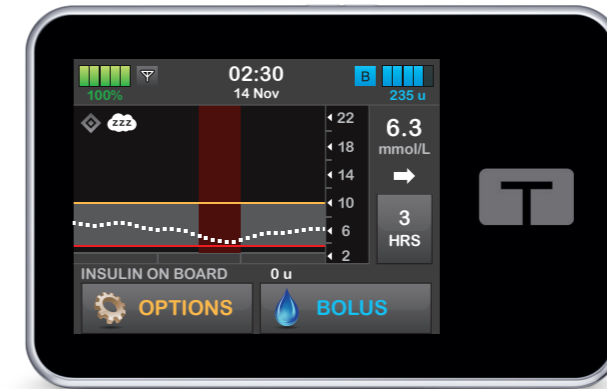 02:30
B
100%
14 Nov
235 u
zzz
22
6.3
mmol/L
18
14
10
3
HRS
6
2
INSULIN ON BOARD 0 u
OPTIONS
BOLUS
T